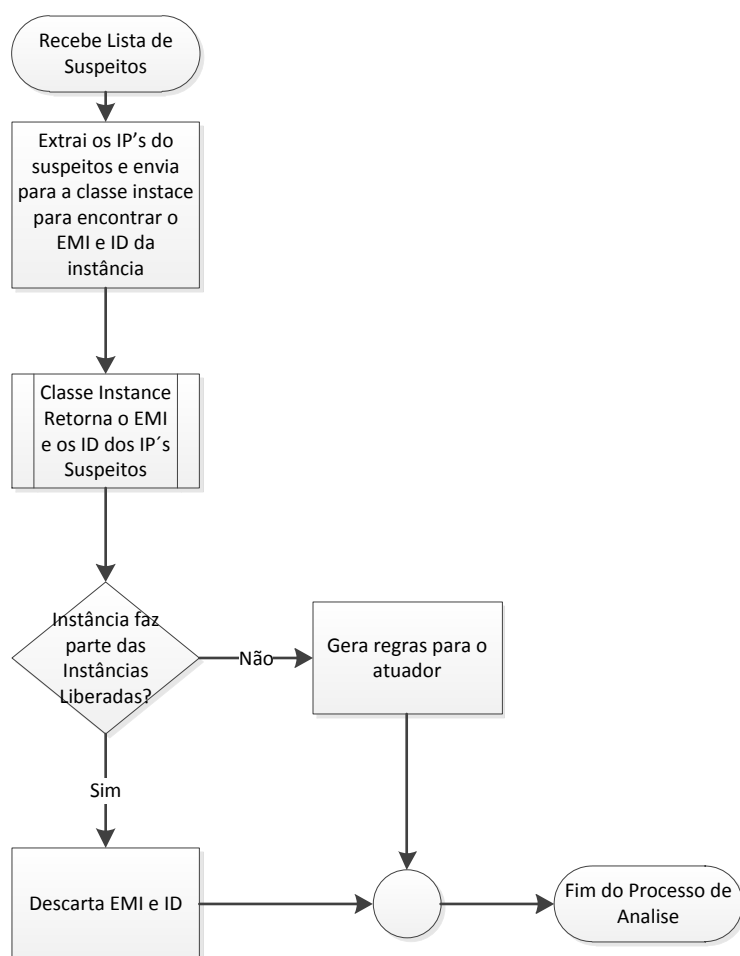 Recebe Lista de
Suspeitos
Extrai os IP's do
suspeitos e envia
para a classe instace
para encontrar o
EMI e ID da
instância
Classe Instance
Retorna o EMI
e os ID dos IP´s
Suspeitos
Instância faz
parte das
Instâncias
Liberadas?
Não
Gera regras para o
atuador
Sim
Descarta EMI e ID
Fim do Processo de
Analise